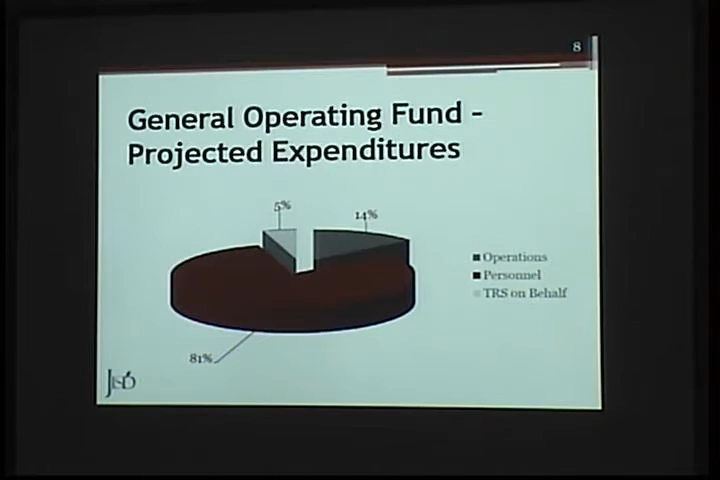 8
General Operating Fund -
Projected Expenditures
5%
14%
Operations
Personnel
TRS on Behalf
81%
JISD